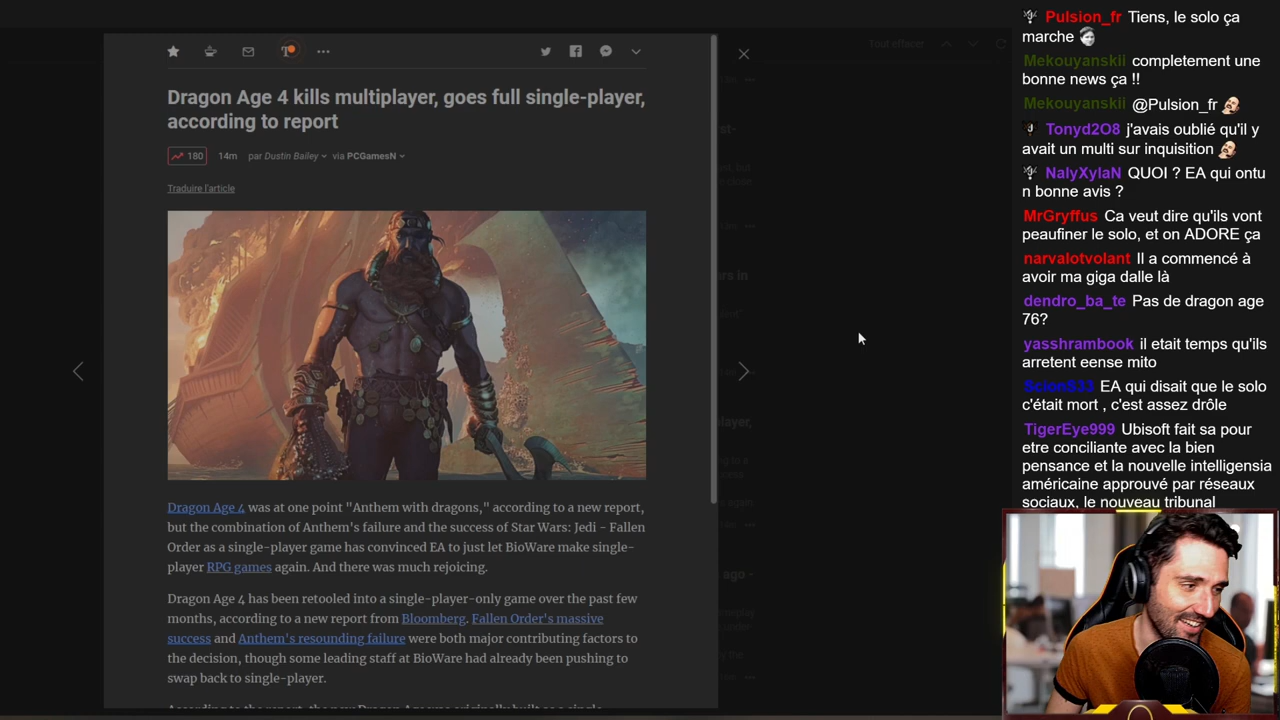 Tout effacer
Dragon Age 4 kills multiplayer, goes full single-player,
according to report
180 14m par Dustin Bailey via PCGamesN
Traduire l'article
Dragon Age 4 was at one point "Anthem with dragons," according to a new report,
but the combination of Anthem's failure and the success of Star Wars: Jedi – Fallen
Order as a single-player game has convinced EA to just let BioWare make single-
player RPG games again. And there was much rejoicing.
Dragon Age 4 has been retooled into a single-player-only game over the past few
months, according to a new report from Bloomberg. Fallen Order's massive
success and Anthem's resounding failure were both major contributing factors to
the decision, though some leading staff at BioWare had already been pushing to
swap back to single-player.
Pulsion_fr Tiens, le solo ça
marche
Mekouyanskii completement une
bonne news ça !!
Mekouyanskii @Pulsion_fr
Tonyd2O8 j'avais oublié qu'il y
avait un multi sur inquisition
NalyXylaN QUOI ? EA qui ontu
n bonne avis ?
MrGryffus Ca veut dire qu'ils vont
peaufiner le solo, et on ADORE ça
narvalotvolant Il a commencé à
avoir ma giga dalle là
dendro_ba_te Pas de dragon age
76?
yasshrambook il etait temps qu'ils
arretent eense mito
ScionS33 EA qui disait que le solo
c'était mort , c'est assez drôle
TigerEye999 Ubisoft fait sa pour
etre conciliante avec la bien
pensance et la nouvelle intelligensia
américaine approuvé par réseaux
sociaux, le nouveau tribunal